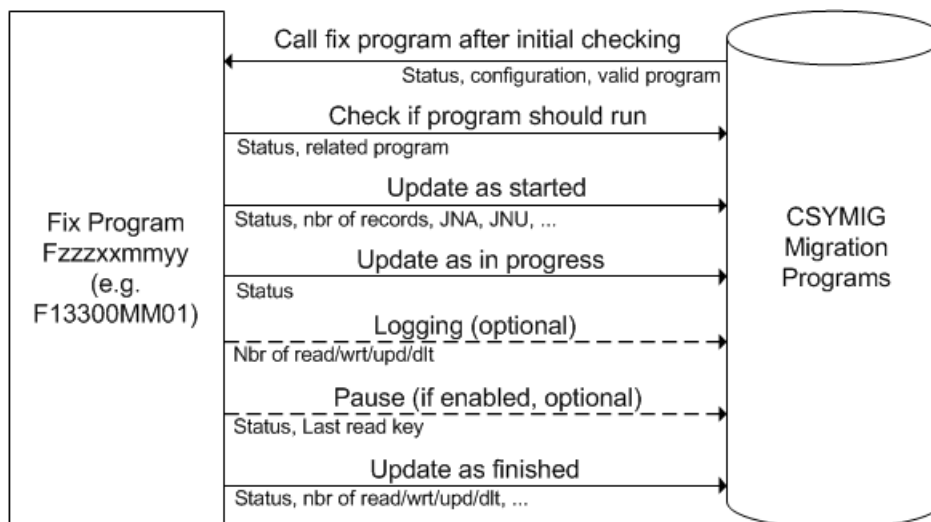 Call fix program after initial checking
Status, configuration, valid program
Check if program should run
Status, related program
Update as started
Status, nbr of records, JNA, JNU, ...
Fix Program
Fzzzxxmmyy
(e.g.
F13300MM01)
CSYMIG
Migration
Programs
Update as in progress
Status
Logging (optional)
Nbr of read/wrt/upd/dlt
Pause (if enabled, optional)
Status, Last read key
Update as finished
Status, nbr of read/wrt/upd/dlt, ...